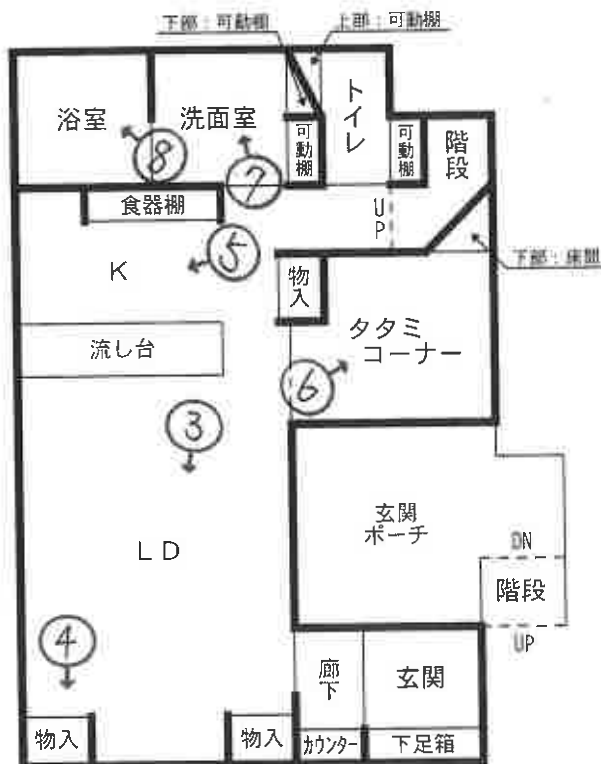 下部：可動棚
上部：可動棚
浴室
洗面室
トイレ
可動棚
可動棚
階段
⑧
⑦
食器棚
UP
⑤
K
物入
下部：床間
タタミ
コーナー
流し台
⑥
③
玄関
ポーチ
LD
DN
階段
UP
④
廊下
玄関
物入
物入
カウンター
下足箱